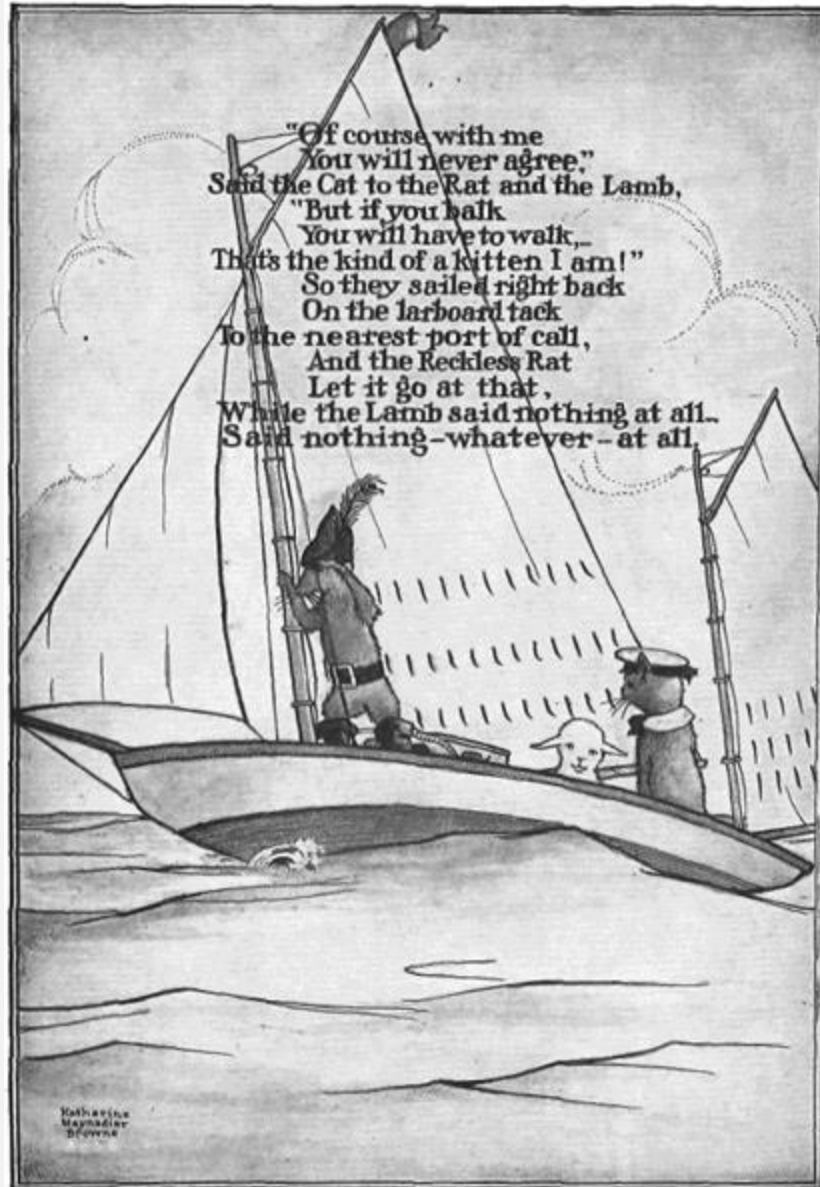 "Of course with me
You will never agree,"
Said the Cat to the Rat and the Lamb,
"But if you balk
You will have to walk,–
That's the kind of a kitten I am!"
So they sailed right back
On the larboard tack
To the nearest port of call,
And the Reckless Rat
Let it go at that,
While the Lamb said nothing at all–
Said nothing–whatever–at all.
Katharine
Maynadier
Browne